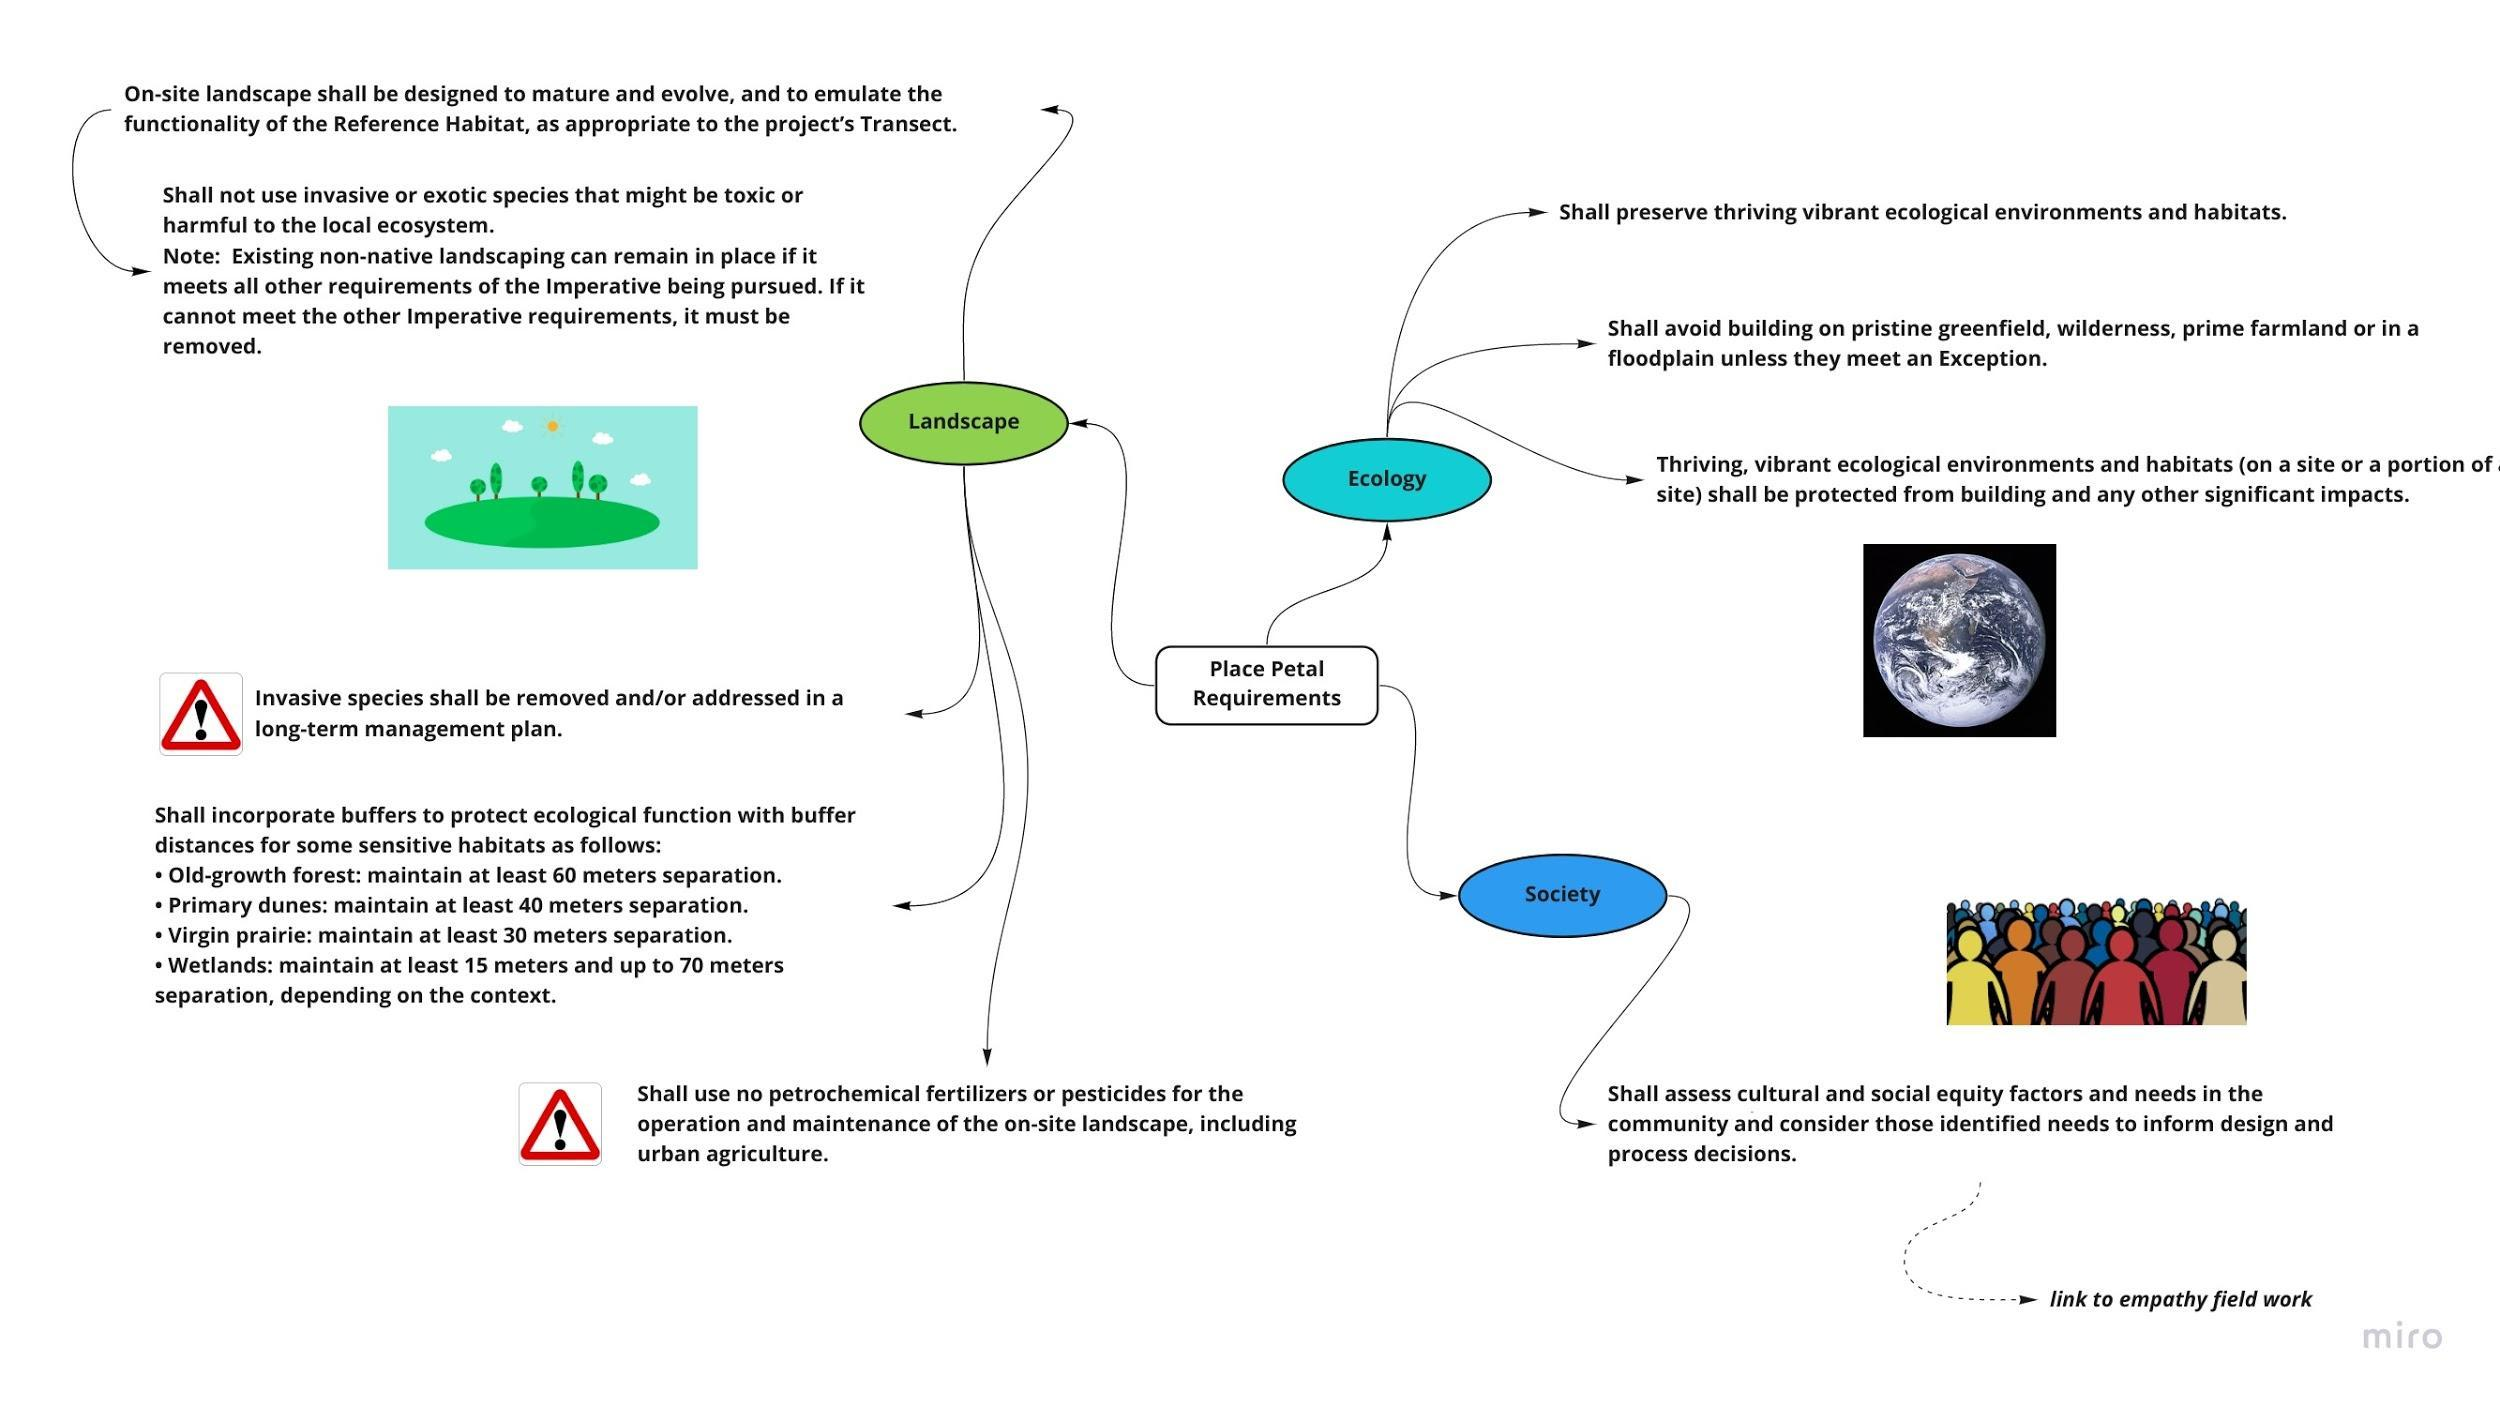 On-site landscape shall be designed to mature and evolve, and to emulate the
functionality of the Reference Habitat, as appropriate to the project’s Transect.
Shall not use invasive or exotic species that might be toxic or
harmful to the local ecosystem.
Note:  Existing non-native landscaping can remain in place if it
meets all other requirements of the Imperative being pursued. If it
cannot meet the other Imperative requirements, it must be
removed.
Landscape
Invasive species shall be removed and/or addressed in a
long-term management plan.
Shall incorporate buffers to protect ecological function with buffer
distances for some sensitive habitats as follows:
• Old-growth forest: maintain at least 60 meters separation.
• Primary dunes: maintain at least 40 meters separation.
• Virgin prairie: maintain at least 30 meters separation.
• Wetlands: maintain at least 15 meters and up to 70 meters
separation, depending on the context.
Shall use no petrochemical fertilizers or pesticides for the
operation and maintenance of the on-site landscape, including
urban agriculture.
Place Petal
Requirements
Ecology
Shall preserve thriving vibrant ecological environments and habitats.
Shall avoid building on pristine greenfield, wilderness, prime farmland or in a
floodplain unless they meet an Exception.
Thriving, vibrant ecological environments and habitats (on a site or a portion of
site) shall be protected from building and any other significant impacts.
Society
Shall assess cultural and social equity factors and needs in the
community and consider those identified needs to inform design and
process decisions.
link to empathy field work
miro